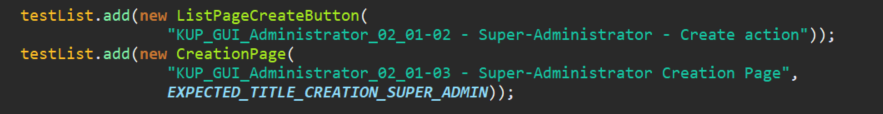 testList.add(new ListPageCreateButton(
"KUP_GUI_Administrator_02_01-02 - Super-Administrator - Create action"));
testList.add(new CreationPage(
"KUP_GUI_Administrator_02_01-03 - Super-Administrator Creation Page",
EXPECTED_TITLE_CREATION_SUPER_ADMIN));